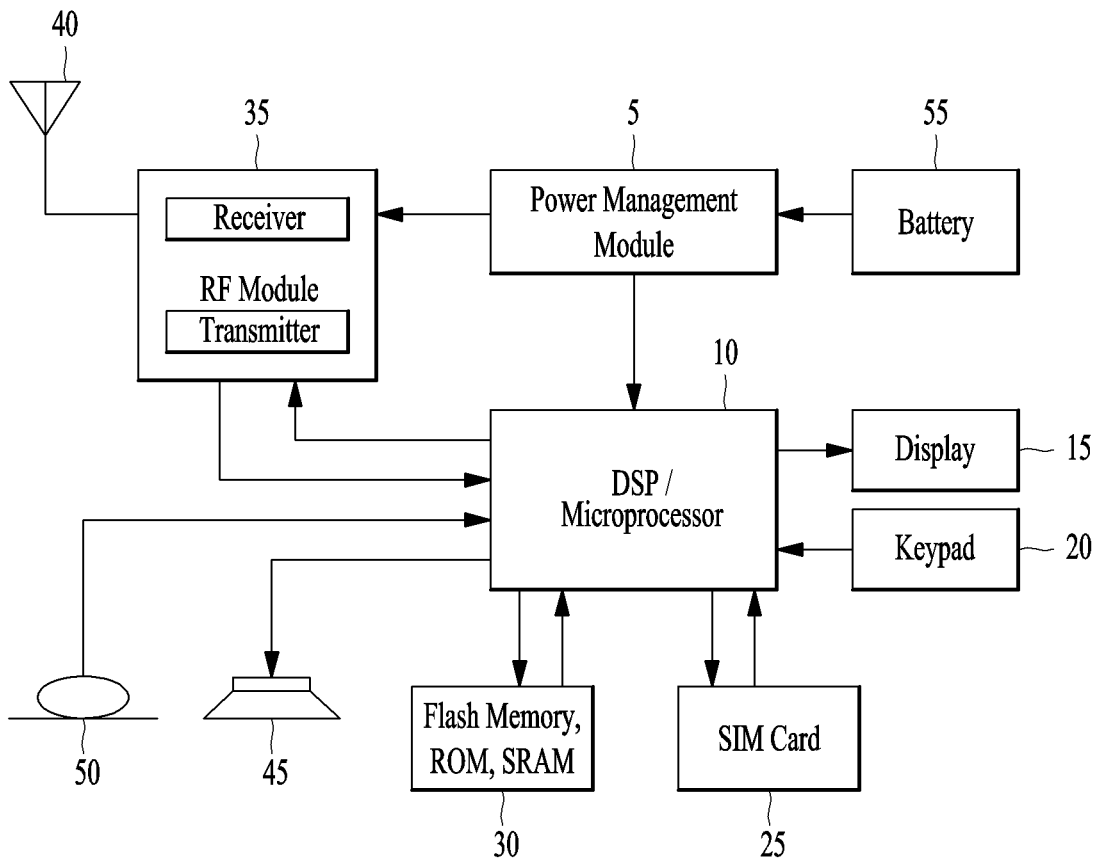 40
35
5
55
Receiver
RF Module
Transmitter
Power Management
Module
Battery
10
DSP /
Microprocessor
Display
15
Keypad
20
50
45
Flash Memory,
ROM, SRAM
SIM Card
30
25